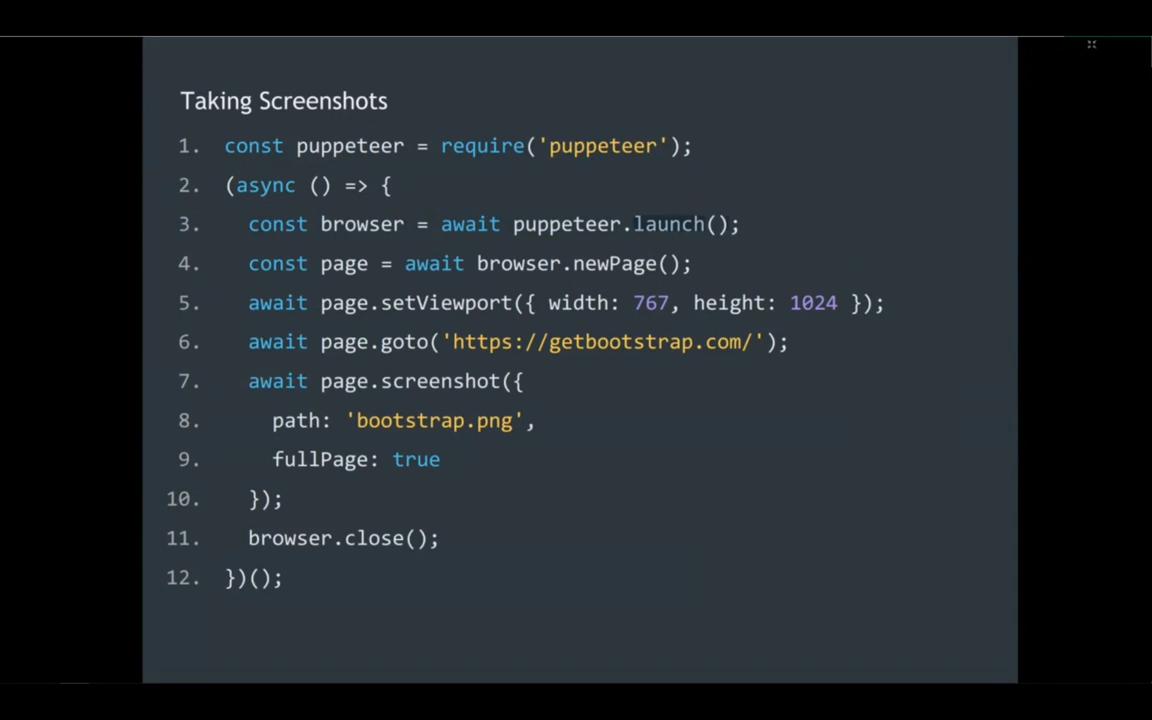 Taking Screenshots
1. const puppeteer = require('puppeteer');
2. (async () => {
3. const browser = await puppeteer.launch();
4. const page = await browser.newPage();
5. await page.setViewport({ width: 767, height: 1024 });
6. await page.goto('https://getbootstrap.com/');
7. await page.screenshot({
8. path: 'bootstrap.png',
9. fullPage: true
10. });
11. browser.close();
12. })();